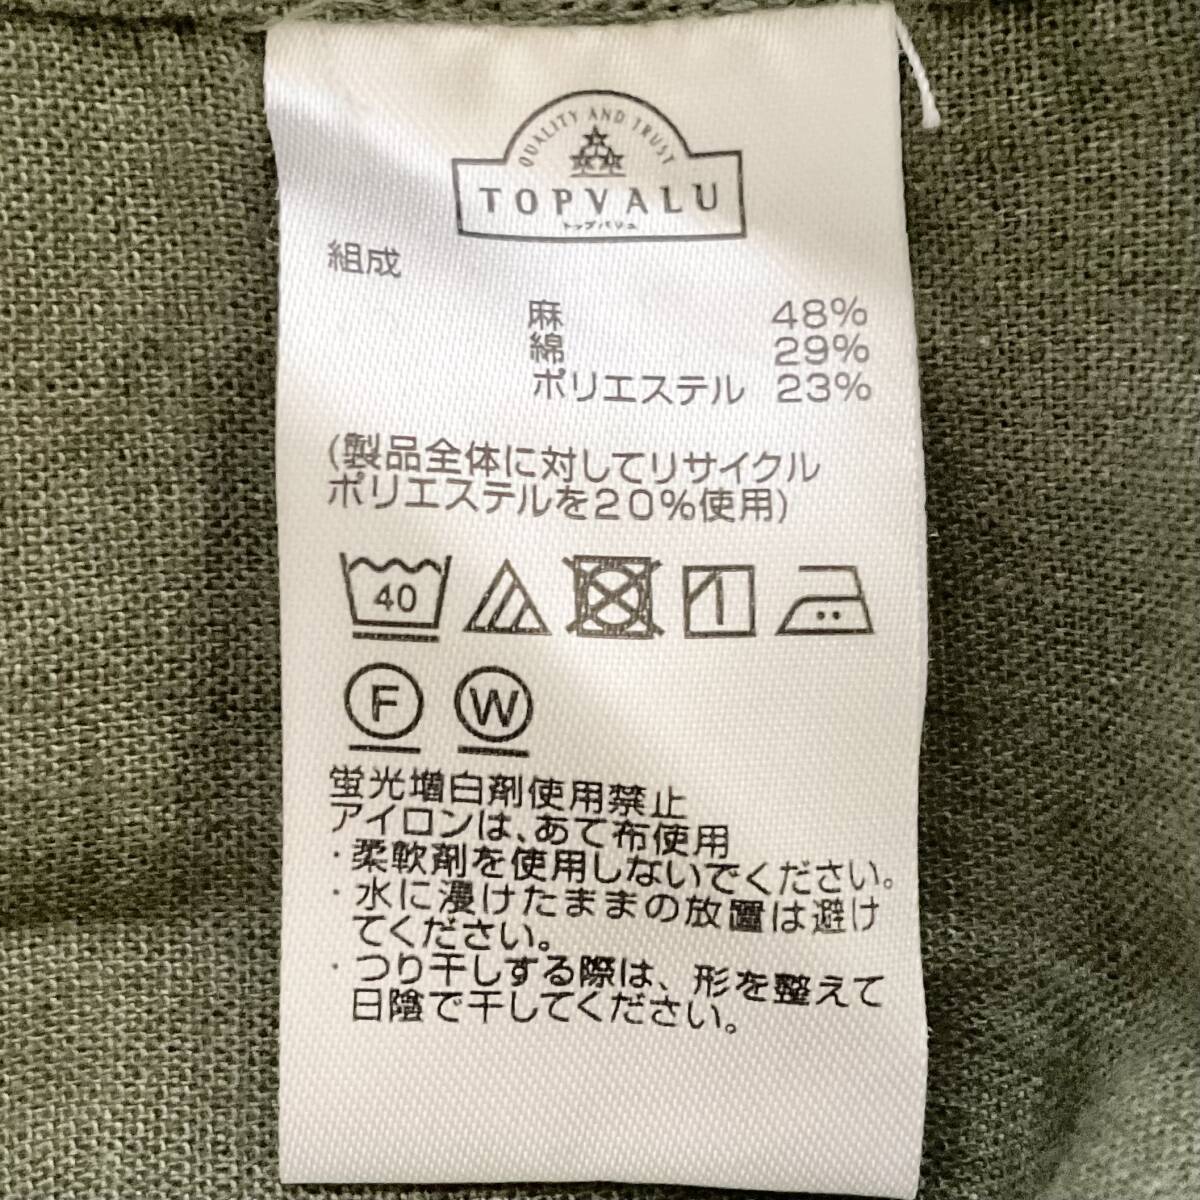 QUALITY AND TRUST
TOPVALU
トップバリュ
組成
麻 48%
綿 29%
ポリエステル 23%
(製品全体に対してリサイクル
ポリエステルを20%使用)
40
F W
蛍光増白剤使用禁止
アイロンは、あて布使用
・柔軟剤を使用しないでください。
・水に浸けたままの放置は避け
てください。
・つり干しする際は、形を整えて
日陰で干してください。